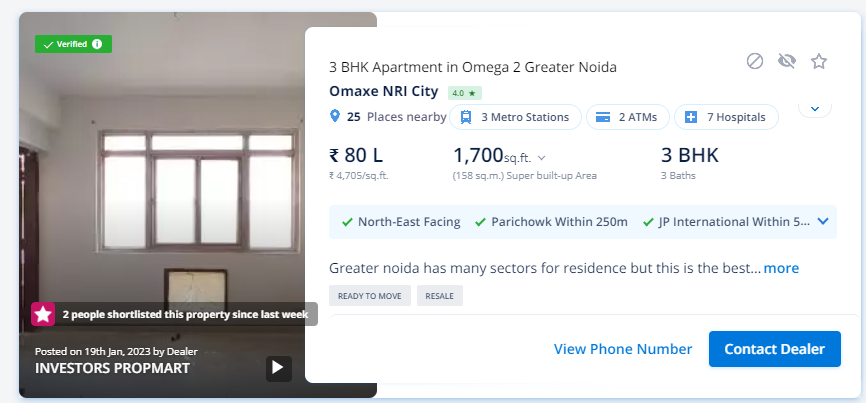 Verified
3 BHK Apartment in Omega 2 Greater Noida
Omaxe NRI City 4.0 ★
25 Places nearby 3 Metro Stations 2 ATMs 7 Hospitals
₹ 80 L 1,700sq.ft. 3 BHK
₹ 4,705/sq.ft. (158 sq.m.) Super built-up Area 3 Baths
North-East Facing Parichowk Within 250m JP International Within 5...
Greater noida has many sectors for residence but this is the best... more
READY TO MOVE RESALE
2 people shortlisted this property since last week
Posted on 19th Jan, 2023 by Dealer
INVESTORS PROPMART
View Phone Number Contact Dealer